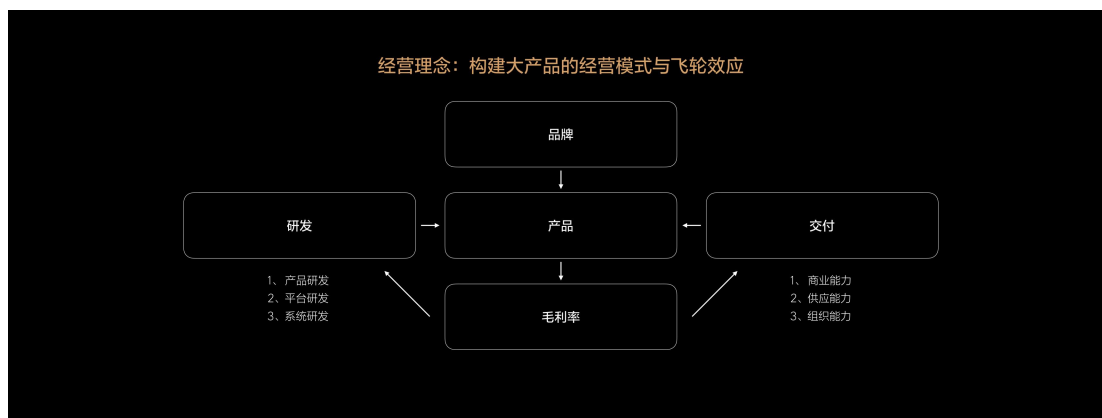 经营理念：构建大产品的经营模式与飞轮效应
品牌
研发
产品
交付
1、产品研发
2、平台研发
3、系统研发
毛利率
1、商业能力
2、供应能力
3、组织能力